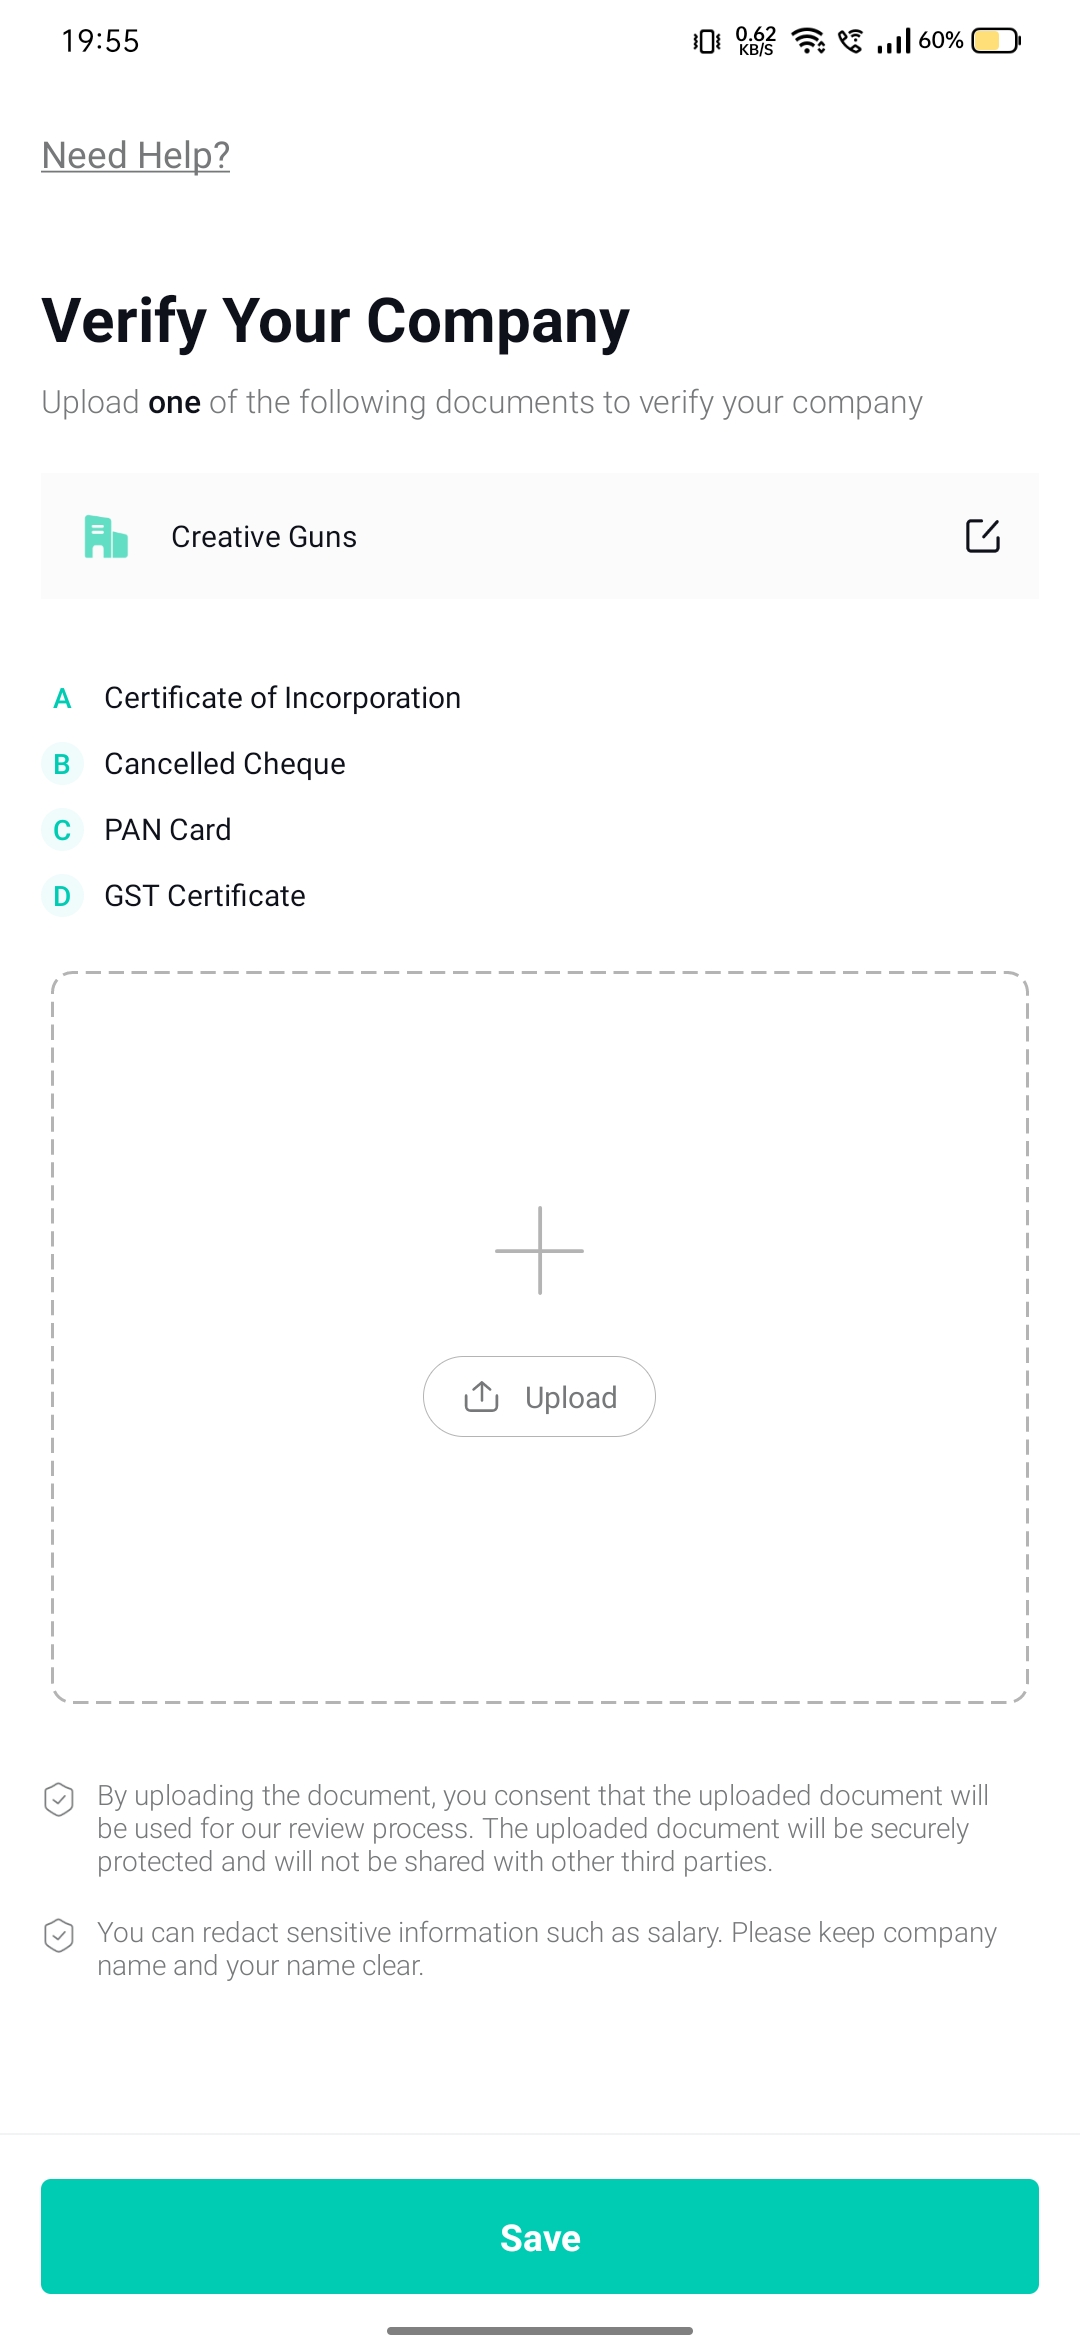 19:55
0.62
KB/S
60%
Need Help?
Verify Your Company
Upload one of the following documents to verify your company
Creative Guns
A Certificate of Incorporation
B Cancelled Cheque
C PAN Card
D GST Certificate
Upload
By uploading the document, you consent that the uploaded document will
be used for our review process. The uploaded document will be securely
protected and will not be shared with other third parties.
You can redact sensitive information such as salary. Please keep company
name and your name clear.
Save